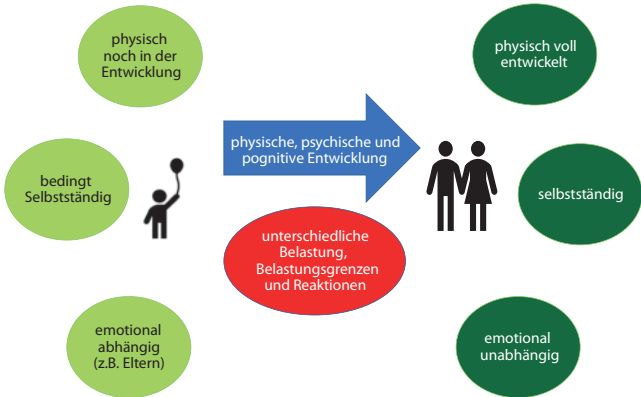 physisch
noch in der
Entwicklung
bedingt
Selbstständig
emotional
abhängig
(z.B. Eltern)
physische, psychische und
pognitive Entwicklung
unterschiedliche
Belastung,
Belastungsgrenzen
und Reaktionen
physisch voll
entwickelt
selbstständig
emotional
unabhängig